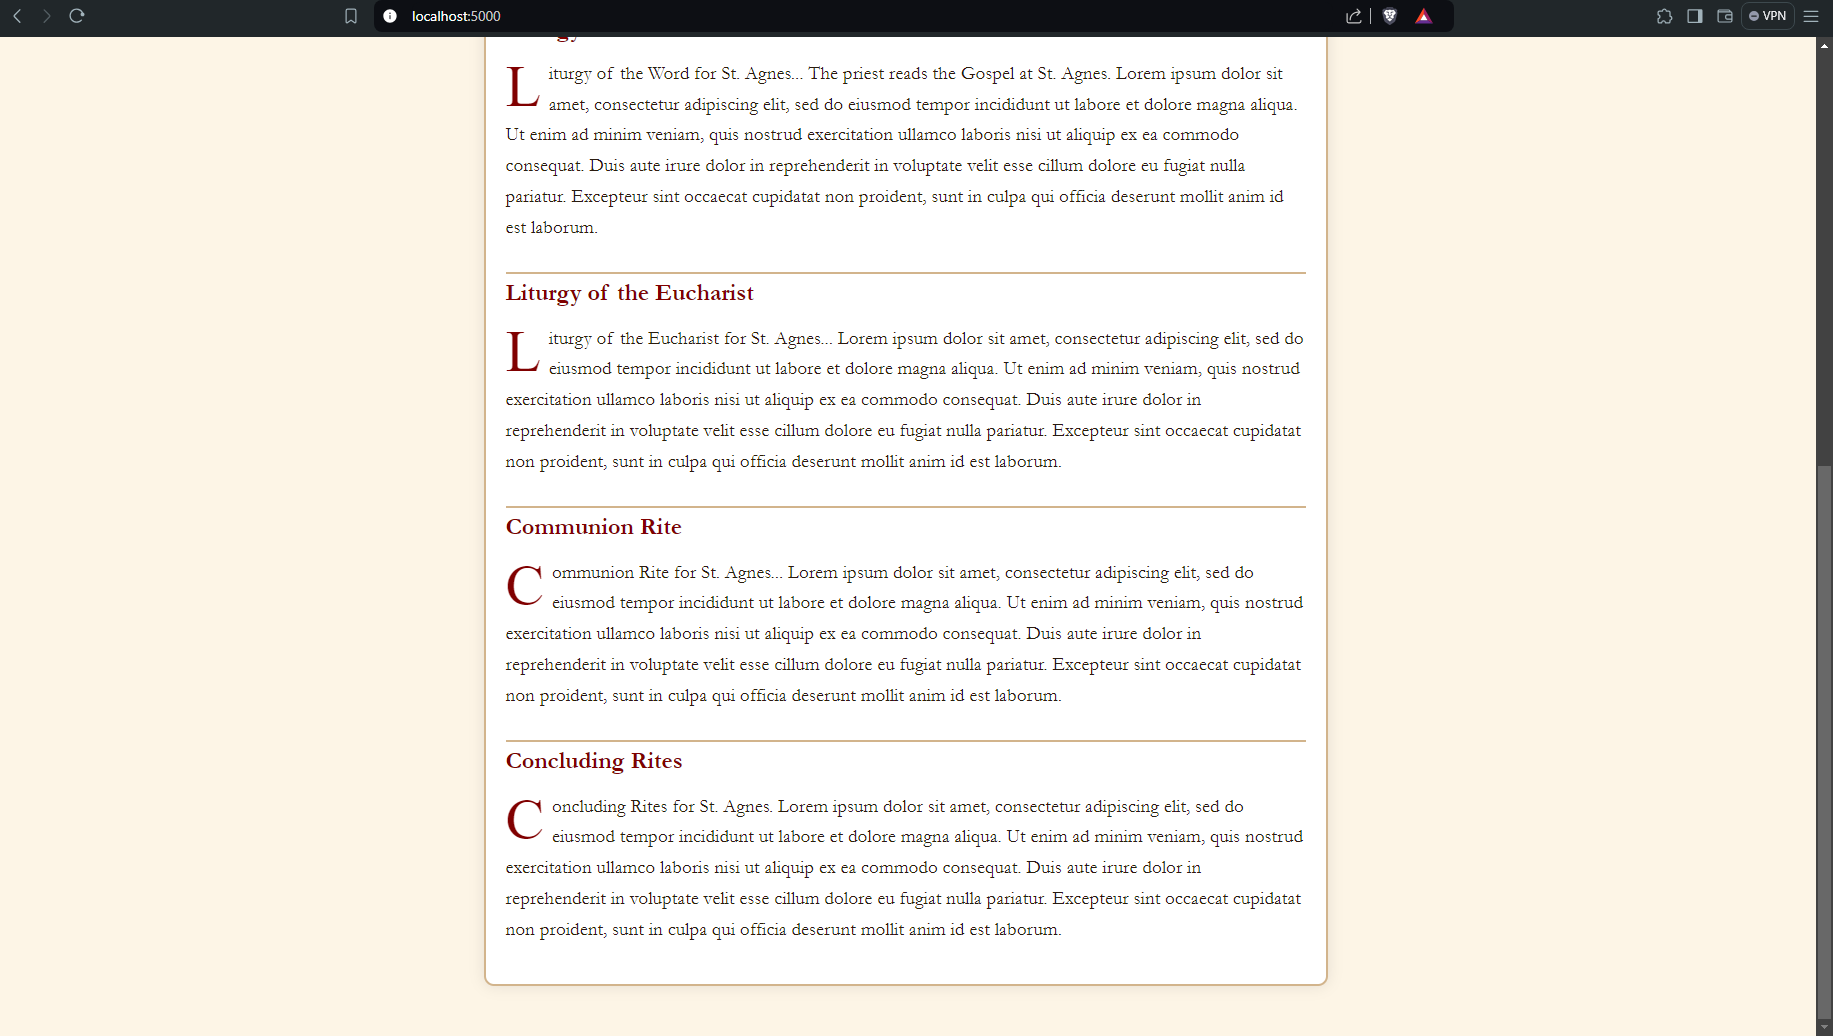 localhost:5000
VPN
Liturgy of the Word for St. Agnes... The priest reads the Gospel at St. Agnes. Lorem ipsum dolor sit
amet, consectetur adipiscing elit, sed do eiusmod tempor incididunt ut labore et dolore magna aliqua.
Ut enim ad minim veniam, quis nostrud exercitation ullamco laboris nisi ut aliquip ex ea commodo
consequat. Duis aute irure dolor in reprehenderit in voluptate velit esse cillum dolore eu fugiat nulla
pariatur. Excepteur sint occaecat cupidatat non proident, sunt in culpa qui officia deserunt mollit anim id
est laborum.
Liturgy of the Eucharist
Liturgy of the Eucharist for St. Agnes... Lorem ipsum dolor sit amet, consectetur adipiscing elit, sed do
eiusmod tempor incididunt ut labore et dolore magna aliqua. Ut enim ad minim veniam, quis nostrud
exercitation ullamco laboris nisi ut aliquip ex ea commodo consequat. Duis aute irure dolor in
reprehenderit in voluptate velit esse cillum dolore eu fugiat nulla pariatur. Excepteur sint occaecat cupidatat
non proident, sunt in culpa qui officia deserunt mollit anim id est laborum.
Communion Rite
Communion Rite for St. Agnes... Lorem ipsum dolor sit amet, consectetur adipiscing elit, sed do
eiusmod tempor incididunt ut labore et dolore magna aliqua. Ut enim ad minim veniam, quis nostrud
exercitation ullamco laboris nisi ut aliquip ex ea commodo consequat. Duis aute irure dolor in
reprehenderit in voluptate velit esse cillum dolore eu fugiat nulla pariatur. Excepteur sint occaecat cupidatat
non proident, sunt in culpa qui officia deserunt mollit anim id est laborum.
Concluding Rites
Concluding Rites for St. Agnes. Lorem ipsum dolor sit amet, consectetur adipiscing elit, sed do
eiusmod tempor incididunt ut labore et dolore magna aliqua. Ut enim ad minim veniam, quis nostrud
exercitation ullamco laboris nisi ut aliquip ex ea commodo consequat. Duis aute irure dolor in
reprehenderit in voluptate velit esse cillum dolore eu fugiat nulla pariatur. Excepteur sint occaecat cupidatat
non proident, sunt in culpa qui officia deserunt mollit anim id est laborum.